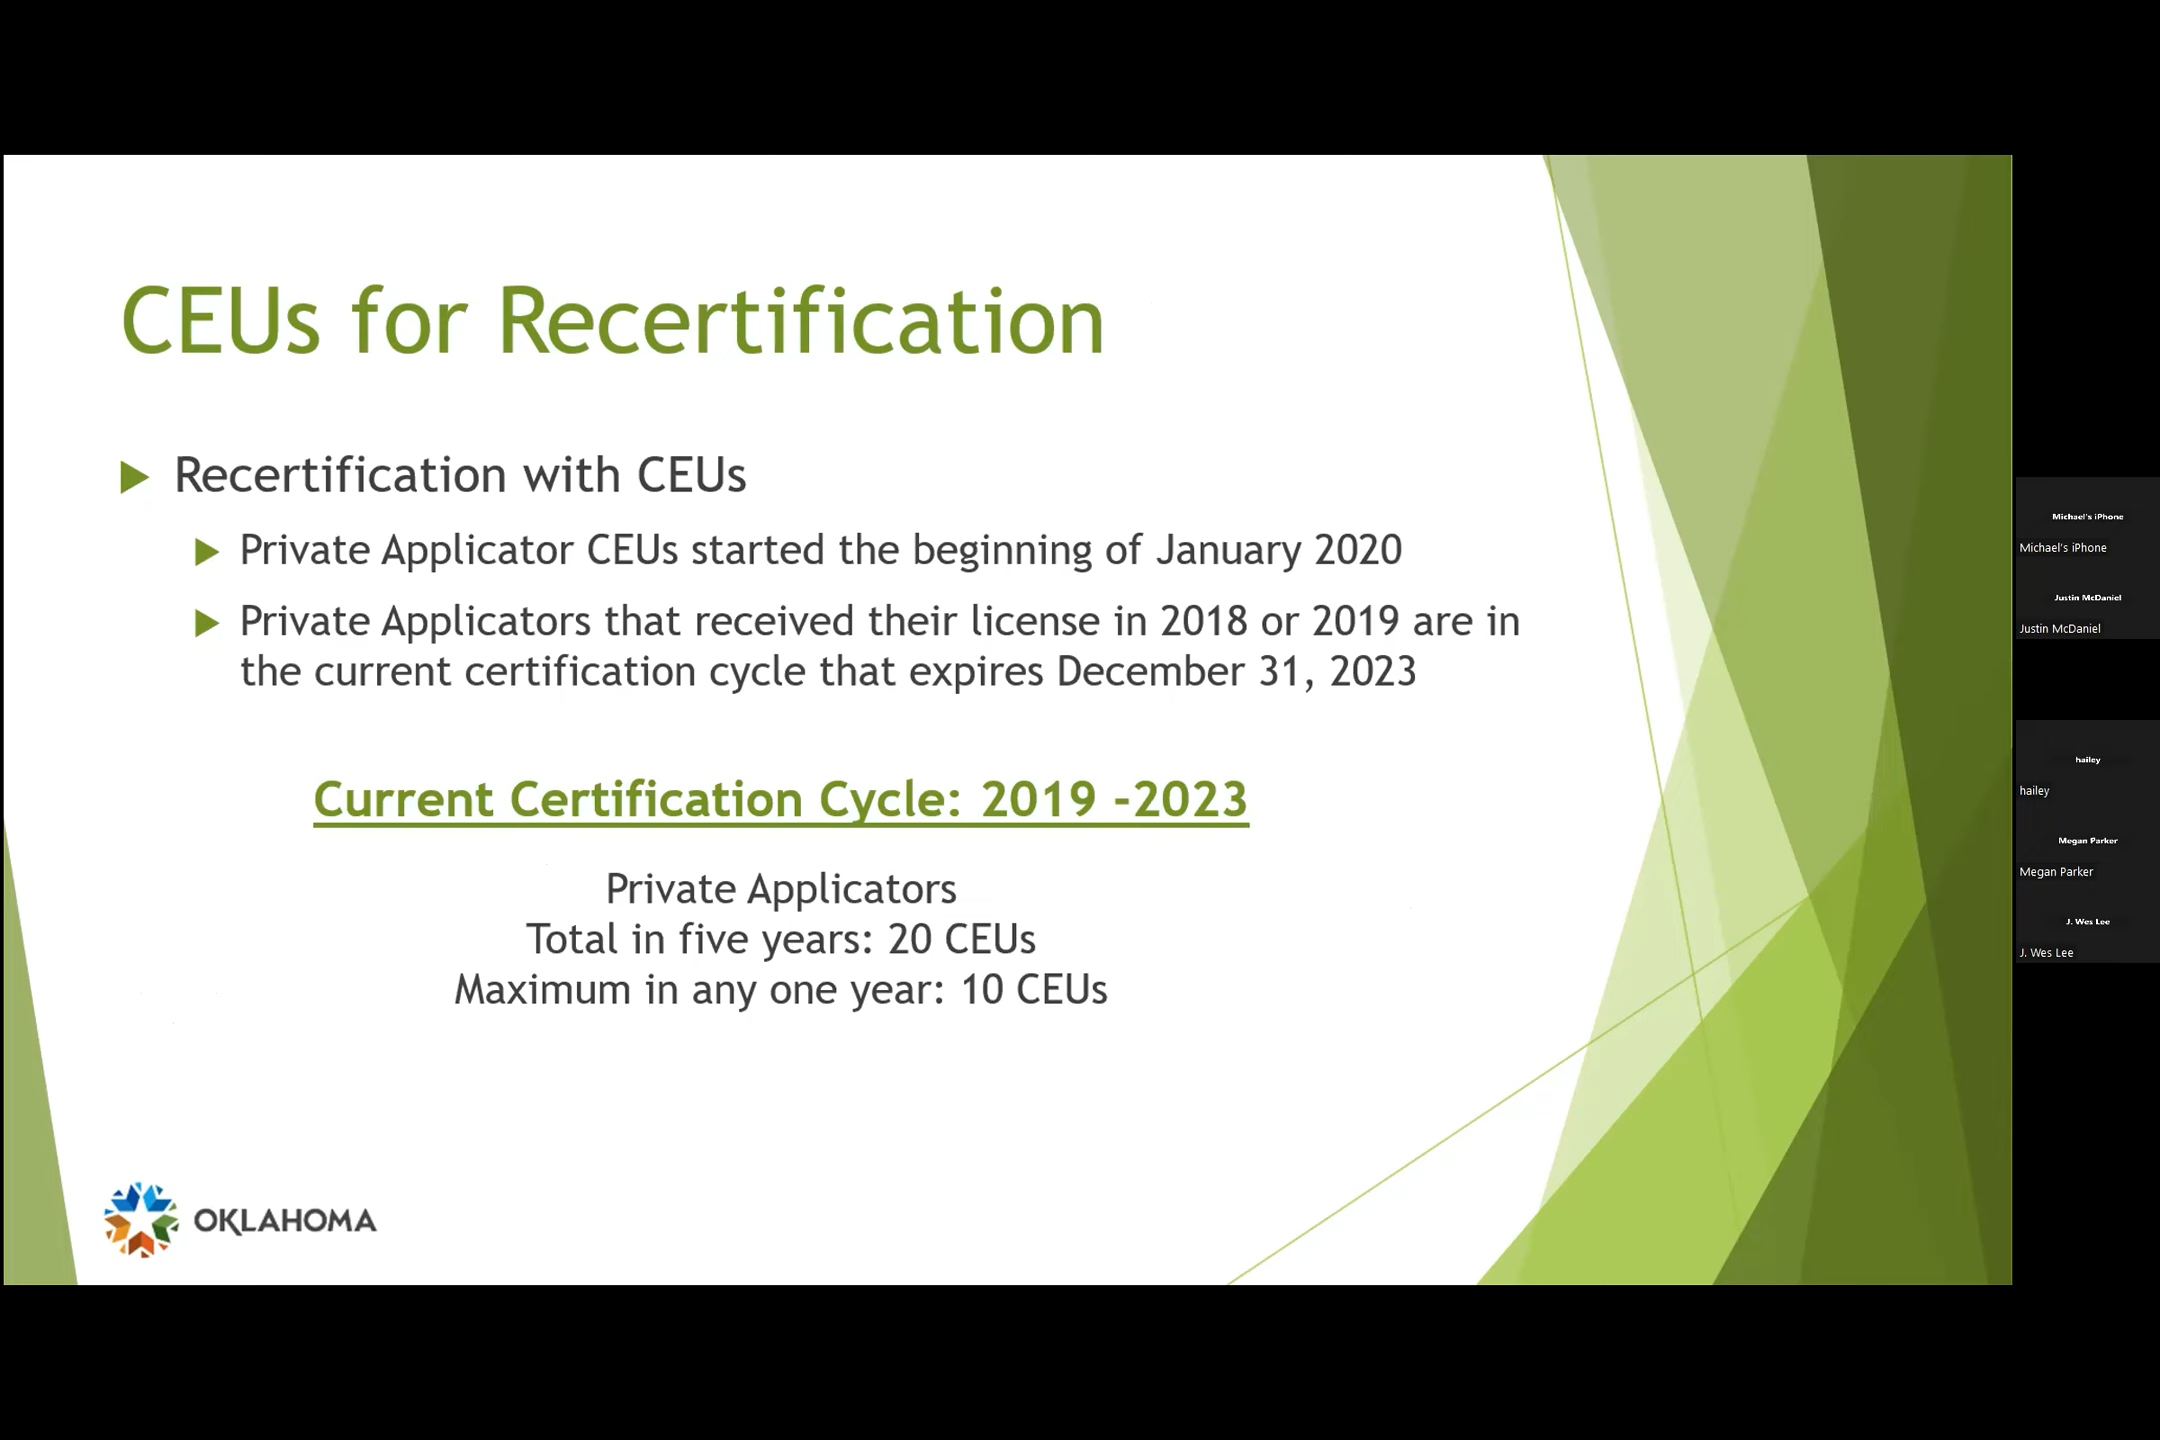 CEUs for Recertification
Recertification with CEUs
Private Applicator CEUs started the beginning of January 2020
Private Applicators that received their license in 2018 or 2019 are in
the current certification cycle that expires December 31, 2023
Current Certification Cycle: 2019 -2023
Private Applicators
Total in five years: 20 CEUs
Maximum in any one year: 10 CEUs
OKLAHOMA
Michael's iPhone
Michael's iPhone
Justin McDaniel
Justin McDaniel
hailey
hailey
Megan Parker
Megan Parker
J. Wes Lee
J. Wes Lee